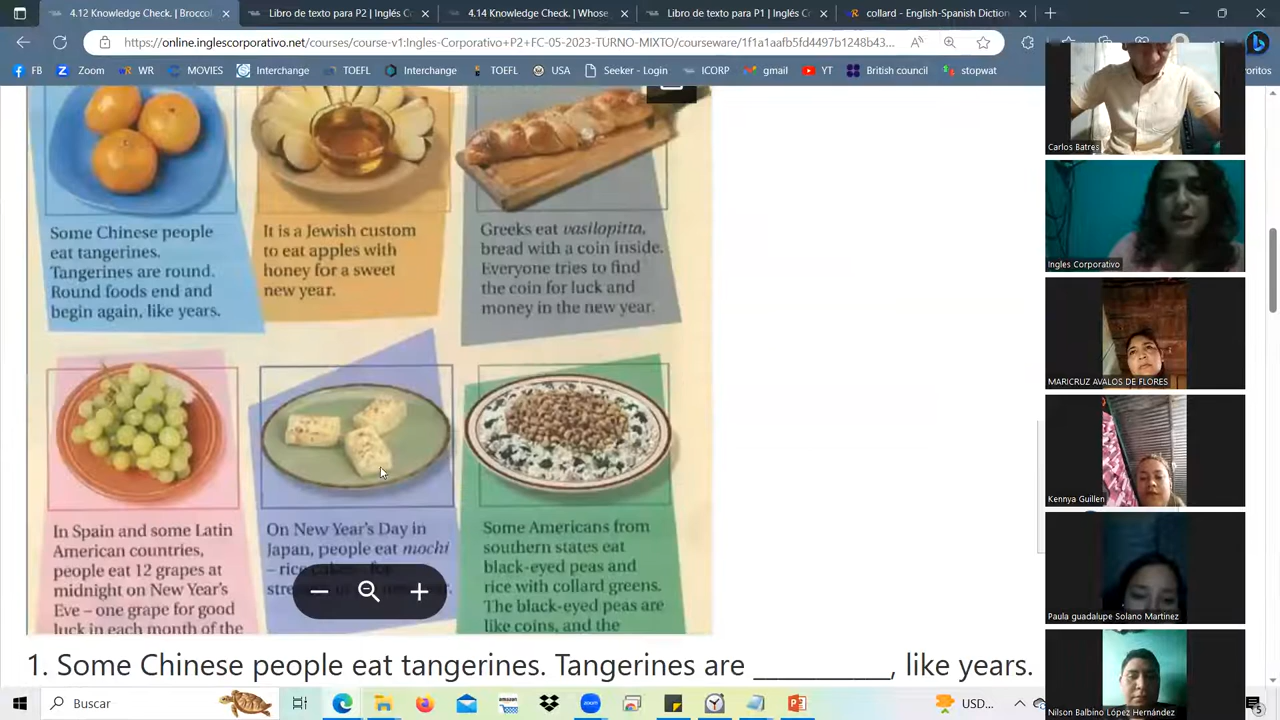 4.12 Knowledge Check. | Broccol
Libro de texto para P2 | Inglés C
4.14 Knowledge Check. | Whose
Libro de texto para P1 | Inglés C
collard - English-Spanish Diction
https://online.inglescorporativo.net/courses/course-v1:Ingles-Corporativo+P2+FC-05-2023-TURNO-MIXTO/courseware/1f1a1aafb5fd4497b1248b43...
FB
Zoom
WR
MOVIES
Interchange
TOEFL
Interchange
TOEFL
USA
Seeker - Login
ICORP
gmail
YT
British council
stopwat
Some Chinese people
eat tangerines.
Tangerines are round.
Round foods end and
begin again, like years.
It is a Jewish custom
to eat apples with
honey for a sweet
new year.
Greeks eat vasilopitta,
bread with a coin inside.
Everyone tries to find
the coin for luck and
money in the new year.
In Spain and some Latin
American countries,
people eat 12 grapes at
midnight on New Year's
Eve – one grape for good
luck in each month of the
On New Year's Day in
Japan, people eat mochi
Some Americans from
southern states eat
black-eyed peas and
rice with collard greens.
The black-eyed peas are
like coins, and the
1. Some Chinese people eat tangerines. Tangerines are __________, like years.
Carlos Batres
Ingles Corporativo
MARICRUZ AVALOS DE FLORES
Kennya Guillen
Paula guadalupe Solano Martinez
Nilson Balbino López Hernández
Buscar
USD...